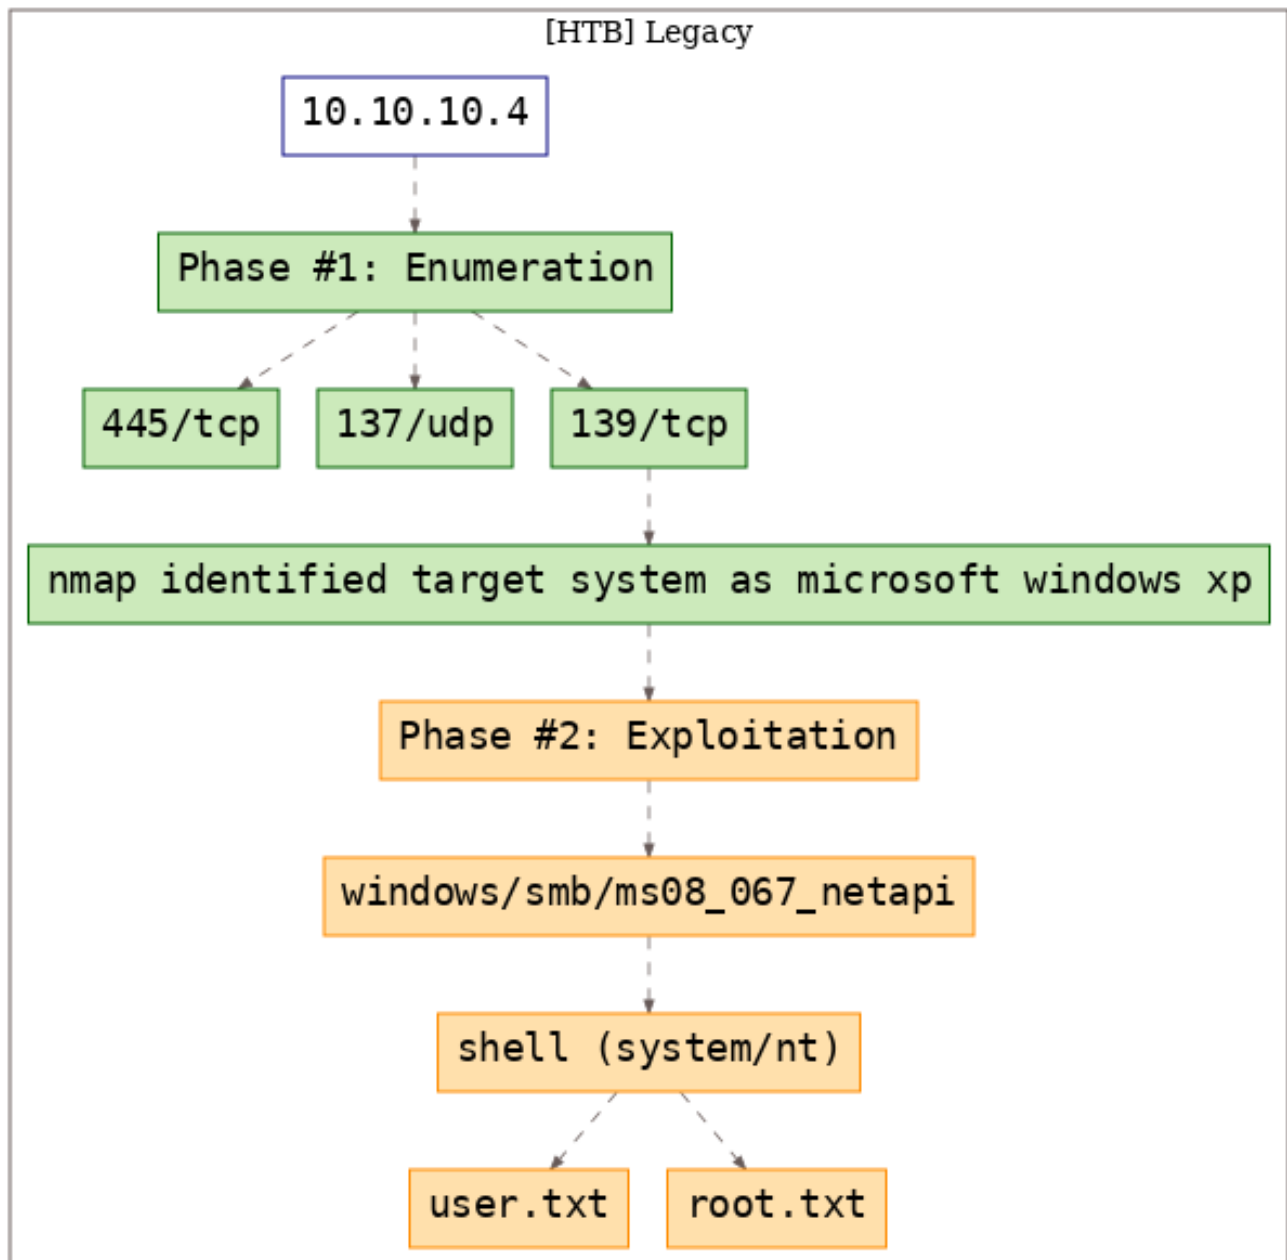 [HTB] Legacy
10.10.10.4
Phase #1: Enumeration
445/tcp
137/udp
139/tcp
nmap identified target system as microsoft windows xp
Phase #2: Exploitation
windows/smb/ms08_067_netapi
shell (system/nt)
user.txt
root.txt